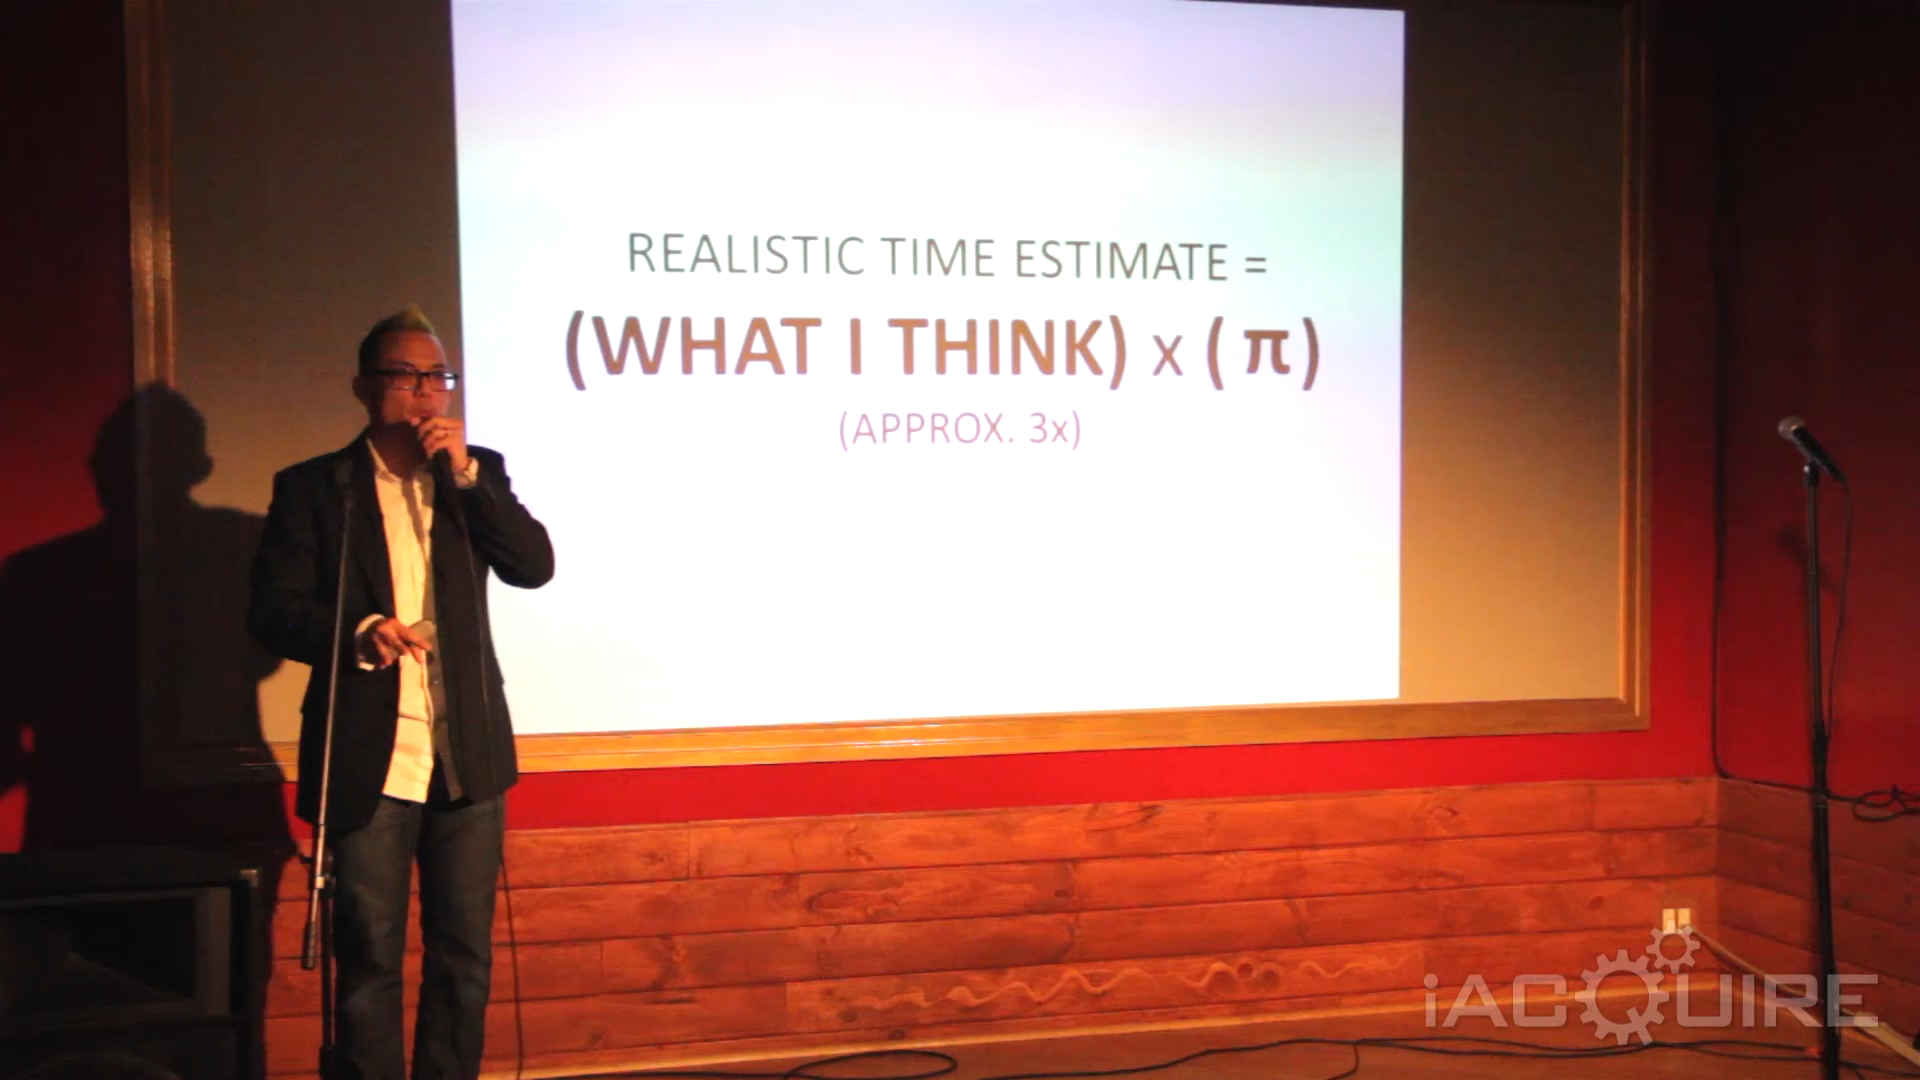 REALISTIC TIME ESTIMATE =
(WHAT I THINK) x (π)
(APPROX. 3x)
iACQUIRE